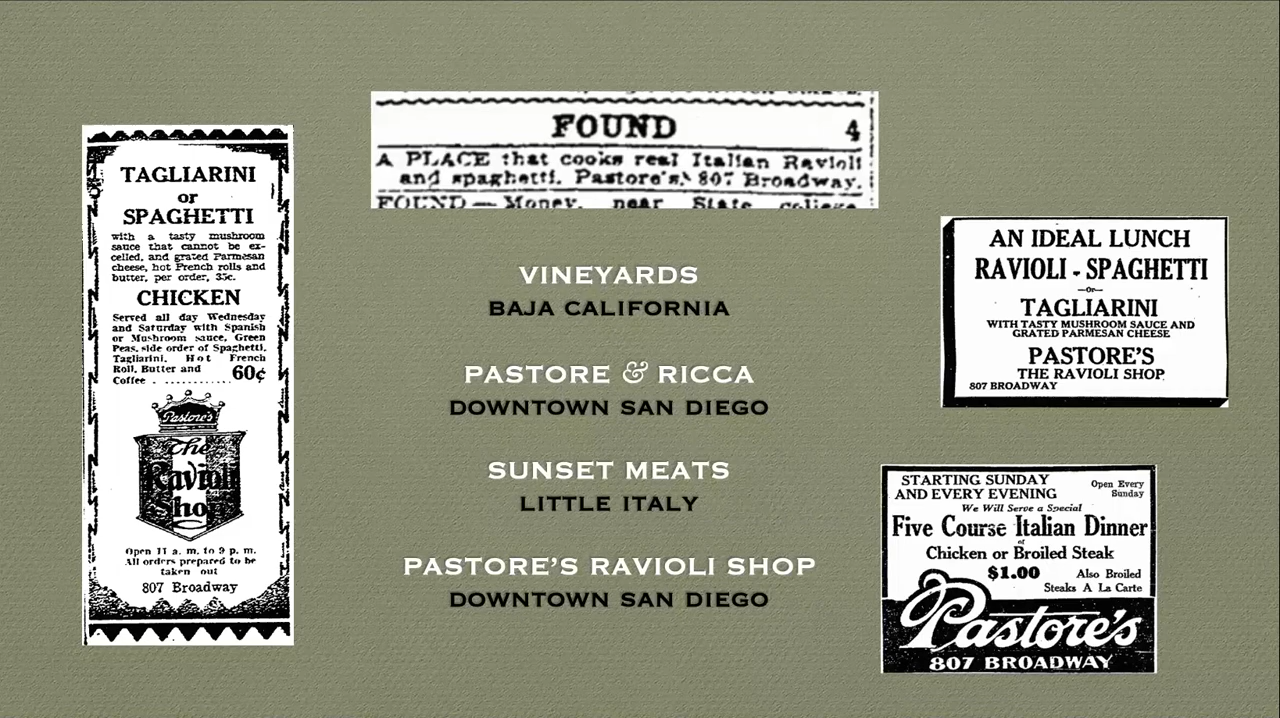 TAGLIARINI
or
SPAGHETTI
with a tasty mushroom
sauce that cannot be ex-
celled, and grated Parmesan
cheese, hot French rolls and
butter, per order, 35c.
CHICKEN
Served all day Wednesday
and Saturday with Spanish
or Mushroom sauce, Green
Peas, side order of Spaghetti,
Tagliarini. Hot French
Roll, Butter and
Coffee . ............ 60¢
Pastore's
The
Ravioli
Shop
Open 11 a. m. to 9 p. m.
All orders prepared to be
taken out
807 Broadway
FOUND 4
A PLACE that cooks real Italian Ravioli
and spaghetti. Pastore's, 807 Broadway.
FOUND — Money, near State college
VINEYARDS
BAJA CALIFORNIA
PASTORE & RICCA
DOWNTOWN SAN DIEGO
SUNSET MEATS
LITTLE ITALY
PASTORE'S RAVIOLI SHOP
DOWNTOWN SAN DIEGO
AN IDEAL LUNCH
RAVIOLI - SPAGHETTI
—or—
TAGLIARINI
WITH TASTY MUSHROOM SAUCE AND
GRATED PARMESAN CHEESE
PASTORE'S
THE RAVIOLI SHOP
807 BROADWAY
STARTING SUNDAY
AND EVERY EVENING
Open Every
Sunday
We Will Serve a Special
Five Course Italian Dinner
of
Chicken or Broiled Steak
$1.00
Also Broiled
Steaks A La Carte
Pastore's
807 BROADWAY